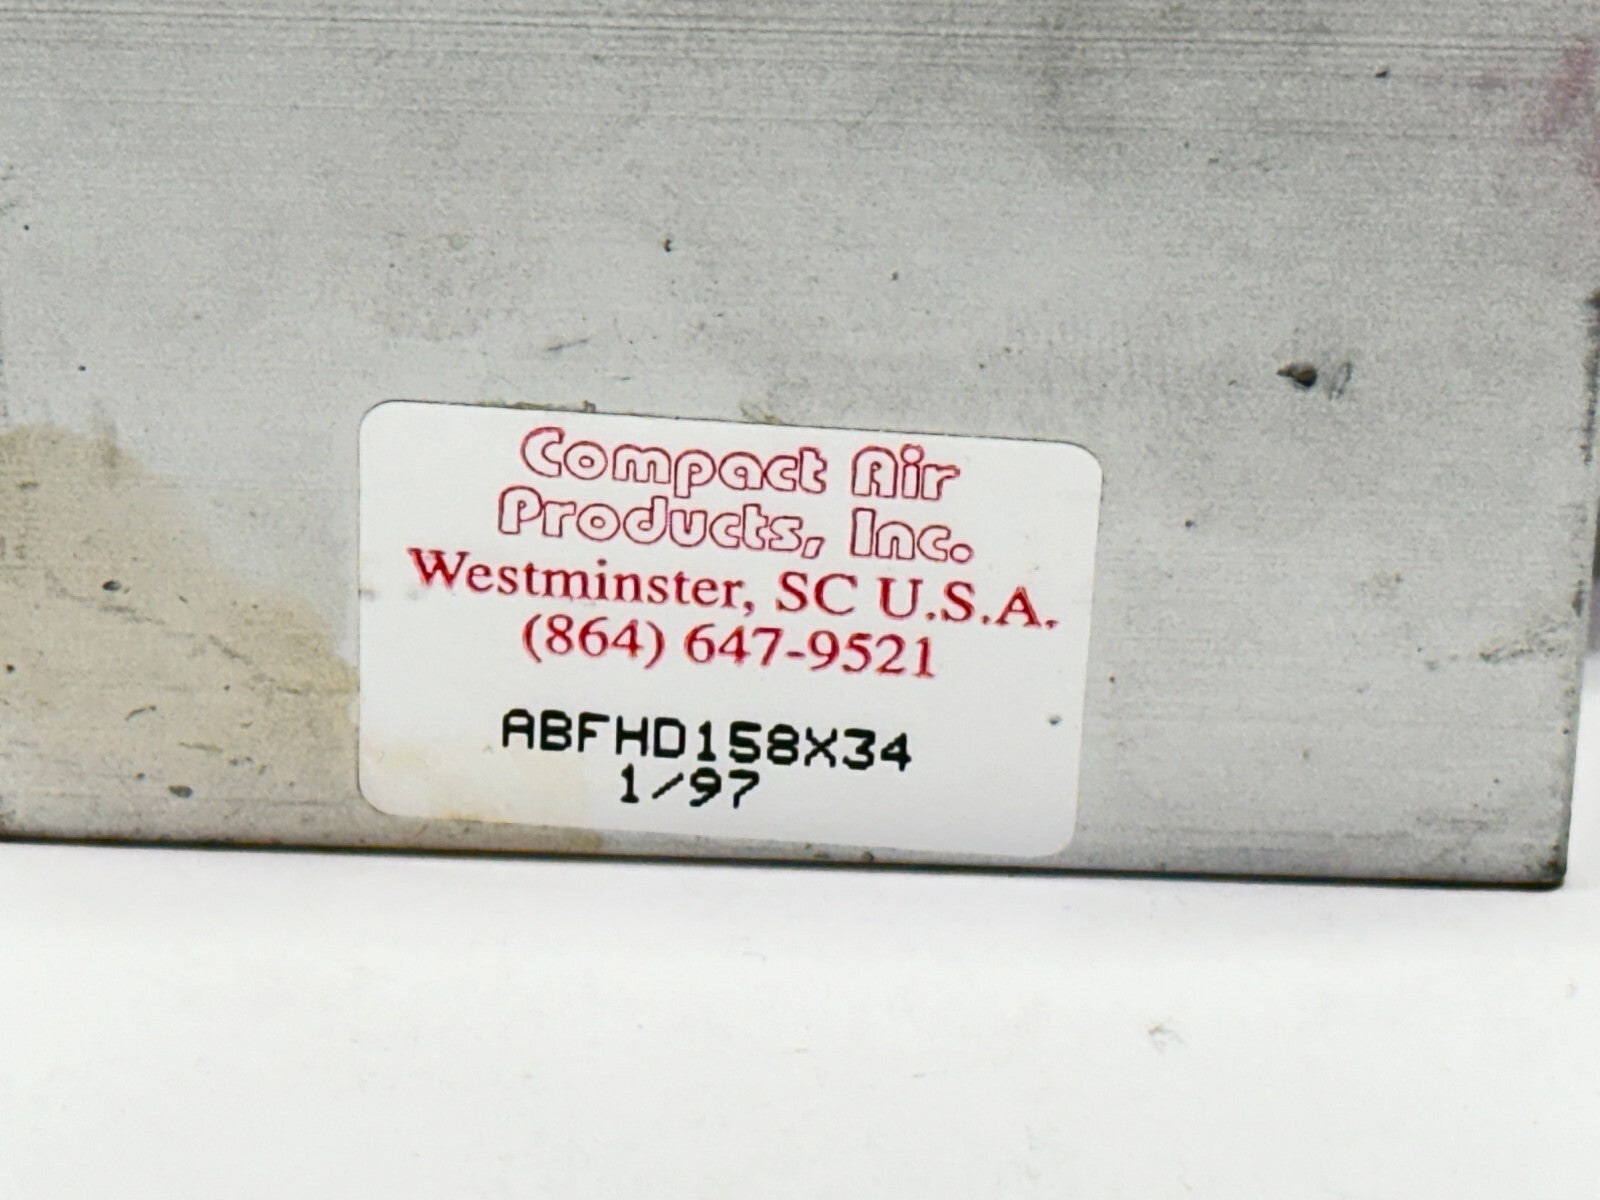 Compact Air
Products, Inc.
Westminster, SC U.S.A.
(864) 647-9521
ABFHD158X34
1/97